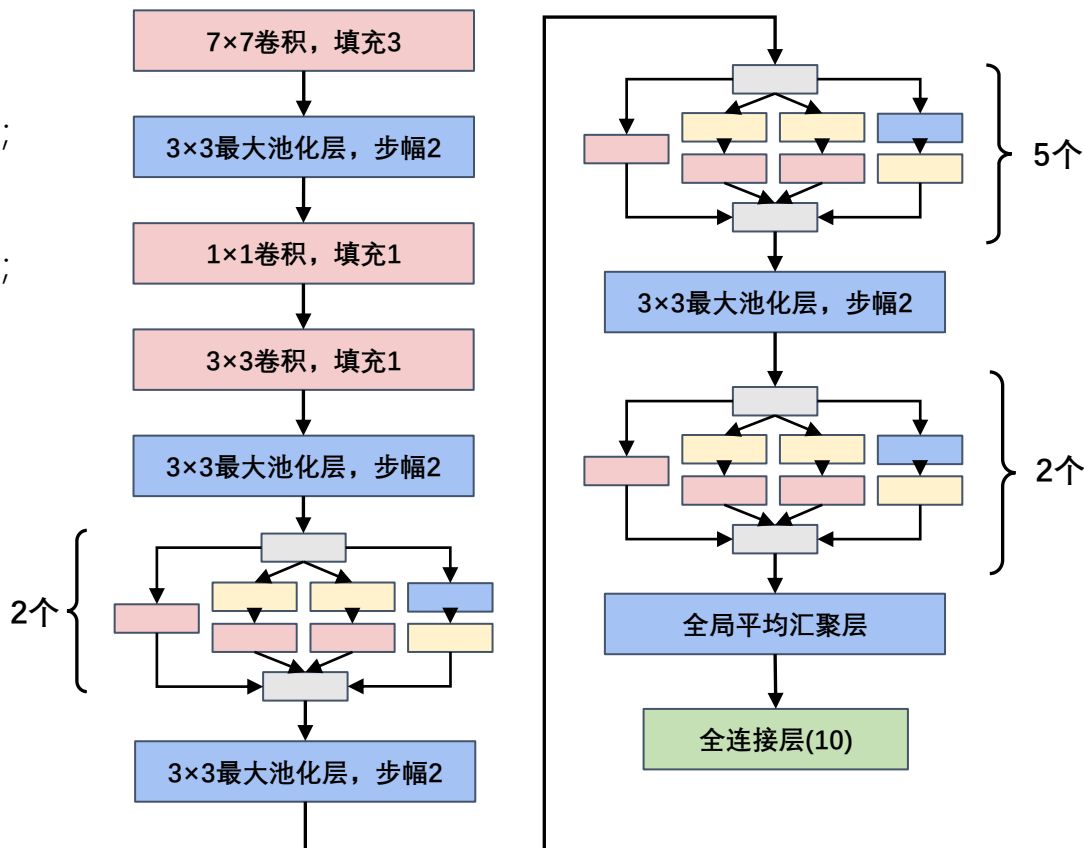 7×7卷积，填充3
;
3×3最大池化层，步幅2
1×1卷积，填充1
;
3×3卷积，填充1
3×3最大池化层，步幅2
2个
3×3最大池化层，步幅2
5个
3×3最大池化层，步幅2
2个
全局平均汇聚层
全连接层(10)